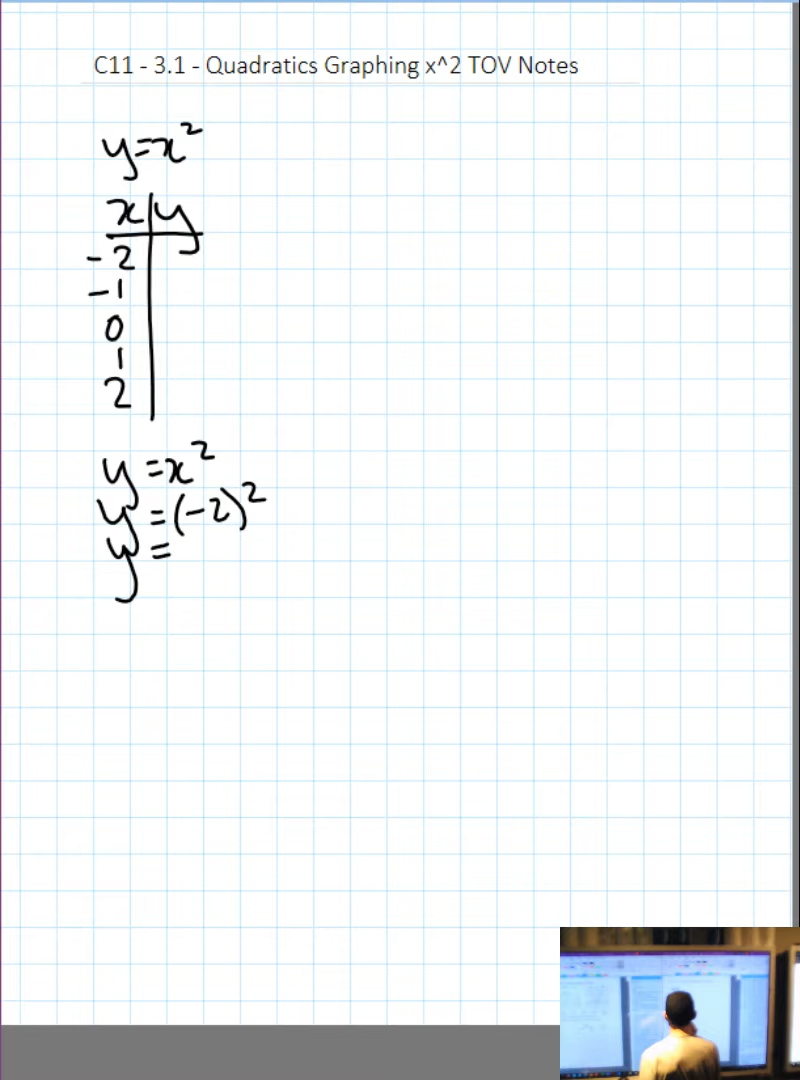 C11 - 3.1 - Quadratics Graphing x^2 TOV Notes
y=x²
x|y
-2
-1
0
1
2
y=x²
y=(-2)²
y=